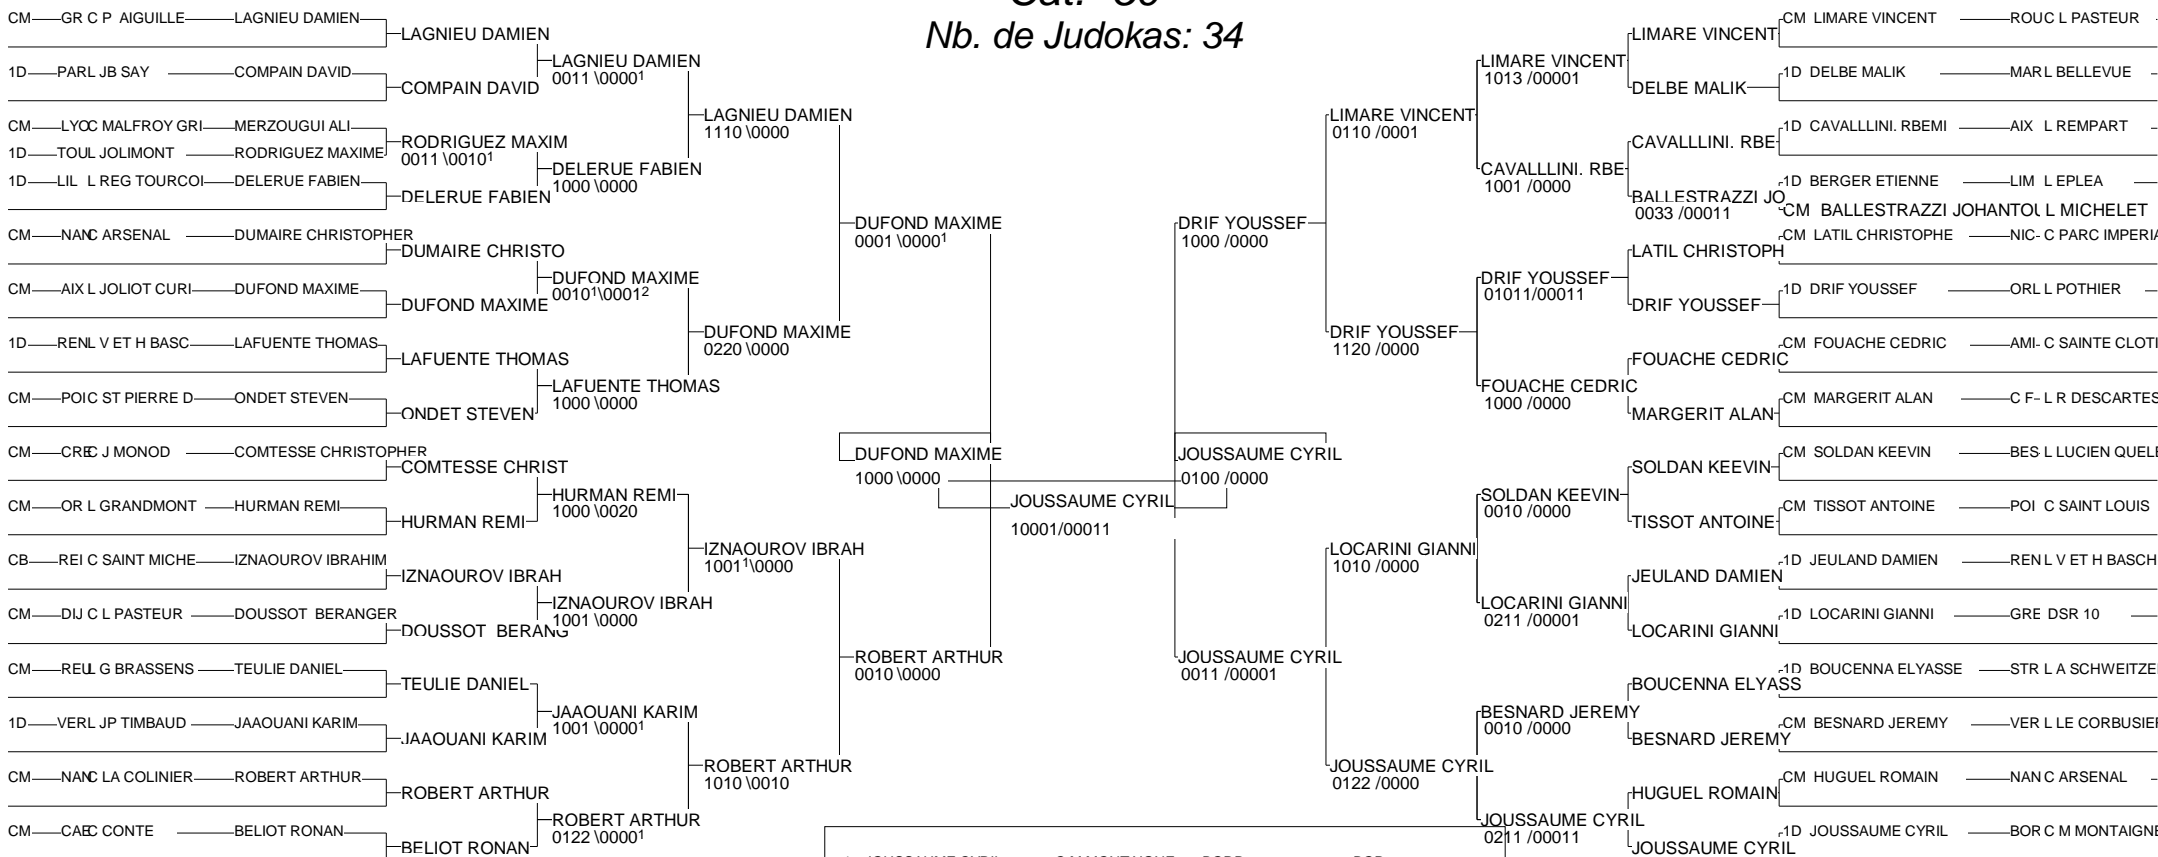 Nb. de Judokas: 34
CM GR C P AIGUILLE LAGNIEU DAMIEN
1D PARL JB SAY COMPAIN DAVID
CM LYOC MALFROY GRI MERZOUGUI ALI
1D TOUL JOLIMONT RODRIGUEZ MAXIME
1D LIL L REG TOURCOI DELERUE FABIEN
CM NANC ARSENAL DUMAIRE CHRISTOPHER
CM AIX L JOLIOT CURI DUFOND MAXIME
1D RENL V ET H BASC LAFUENTE THOMAS
CM POIC ST PIERRE D ONDET STEVEN
CM CREC J MONOD COMTESSE CHRISTOPHER
CM OR L GRANDMONT HURMAN REMI
CB REI C SAINT MICHE IZNAOUROV IBRAHIM
CM DIJ C L PASTEUR DOUSSOT BERANGER
CM REUL G BRASSENS TEULIE DANIEL
1D VERL JP TIMBAUD JAAOUANI KARIM
CM NANC LA COLINIER ROBERT ARTHUR
CM CAEC CONTE BELIOT RONAN
LAGNIEU DAMIEN
COMPAIN DAVID
RODRIGUEZ MAXIM
0011 \0010¹
DELERUE FABIEN
DUMAIRE CHRISTO
DUFOND MAXIME
LAFUENTE THOMAS
ONDET STEVEN
COMTESSE CHRIST
HURMAN REMI
IZNAOUROV IBRAH
DOUSSOT BERANG
TEULIE DANIEL
JAAOUANI KARIM
ROBERT ARTHUR
BELIOT RONAN
LAGNIEU DAMIEN
0011 \0000¹
DELERUE FABIEN
1000 \0000
DUFOND MAXIME
0010¹\0001²
LAFUENTE THOMAS
1000 \0000
HURMAN REMI
1000 \0020
IZNAOUROV IBRAH
1001 \0000
JAAOUANI KARIM
1001 \0000¹
ROBERT ARTHUR
0122 \0000¹
LAGNIEU DAMIEN
1110 \0000
DUFOND MAXIME
0220 \0000
IZNAOUROV IBRAH
1001¹\0000
ROBERT ARTHUR
1010 \0010
DUFOND MAXIME
0001 \0000¹
ROBERT ARTHUR
0010 \0000
DUFOND MAXIME
1000 \0000
JOUSSAUME CYRIL
10001/00011
JOUSSAUME CYRIL
0100 /0000
DRIF YOUSSEF
1000 /0000
JOUSSAUME CYRIL
0011 /00001
LIMARE VINCENT
0110 /0001
DRIF YOUSSEF
1120 /0000
LOCARINI GIANNI
1010 /0000
JOUSSAUME CYRIL
0122 /0000
LIMARE VINCENT
1013 /00001
CAVALLLINI. RBE
1001 /0000
DRIF YOUSSEF
01011/00011
FOUACHE CEDRIC
1000 /0000
SOLDAN KEEVIN
0010 /0000
LOCARINI GIANNI
0211 /00001
BESNARD JEREMY
0010 /0000
JOUSSAUME CYRIL
0211 /00011
LIMARE VINCENT
DELBE MALIK
CAVALLLINI. RBE
BALLESTRAZZI JO
0033 /00011
LATIL CHRISTOPH
DRIF YOUSSEF
FOUACHE CEDRIC
MARGERIT ALAN
SOLDAN KEEVIN
TISSOT ANTOINE
JEULAND DAMIEN
LOCARINI GIANNI
BOUCENNA ELYASS
BESNARD JEREMY
HUGUEL ROMAIN
JOUSSAUME CYRIL
CM LIMARE VINCENT ROUC L PASTEUR
1D DELBE MALIK MARL BELLEVUE
1D CAVALLLINI. RBEMI AIX L REMPART
1D BERGER ETIENNE LIM L EPLEA
CM BALLESTRAZZI JOHANTOU L MICHELET
CM LATIL CHRISTOPHE NIC- C PARC IMPERIA
1D DRIF YOUSSEF ORL L POTHIER
CM FOUACHE CEDRIC AMI- C SAINTE CLOTI
CM MARGERIT ALAN C F- L R DESCARTES
CM SOLDAN KEEVIN BES L LUCIEN QUELE
CM TISSOT ANTOINE POI C SAINT LOUIS
1D JEULAND DAMIEN RENL V ET H BASCH
1D LOCARINI GIANNI GRE DSR 10
1D BOUCENNA ELYASSE STR L A SCHWEITZE
CM BESNARD JEREMY VER L LE CORBUSIE
CM HUGUEL ROMAIN NAN C ARSENAL
1D JOUSSAUME CYRIL BOR C M MONTAIGNE